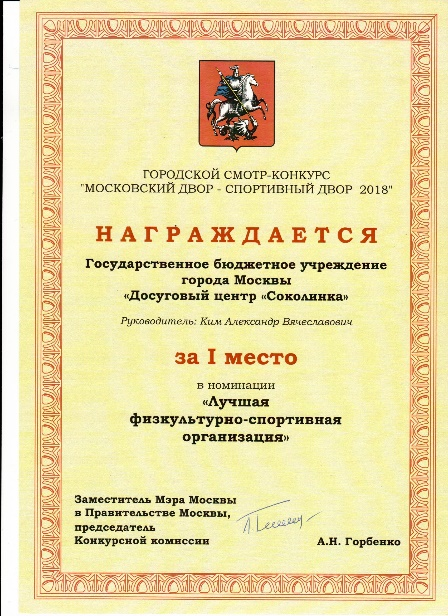 ГОРОДСКОЙ СМОТР-КОНКУРС
"МОСКОВСКИЙ ДВОР - СПОРТИВНЫЙ ДВОР 2018"
НАГРАЖДАЕТСЯ
Государственное бюджетное учреждение
города Москвы
«Досуговый центр «Соколинка»
Руководитель: Ким Александр Вячеславович
за I место
в номинации
«Лучшая
физкультурно-спортивная
организация»
Заместитель Мэра Москвы
в Правительстве Москвы,
председатель
Конкурсной комиссии А.Н. Горбенко